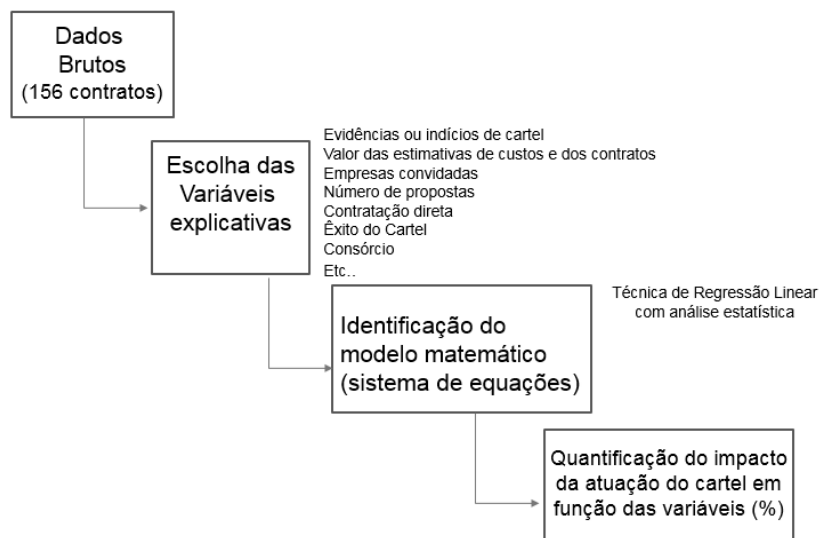 Dados
Brutos
(156 contratos)
Escolha das
Variáveis
explicativas
Evidências ou indícios de cartel
Valor das estimativas de custos e dos contratos
Empresas convidadas
Número de propostas
Contratação direta
Êxito do Cartel
Consórcio
Etc..
Identificação do
modelo matemático
(sistema de equações)
Técnica de Regressão Linear
com análise estatística
Quantificação do impacto
da atuação do cartel em
função das variáveis (%)